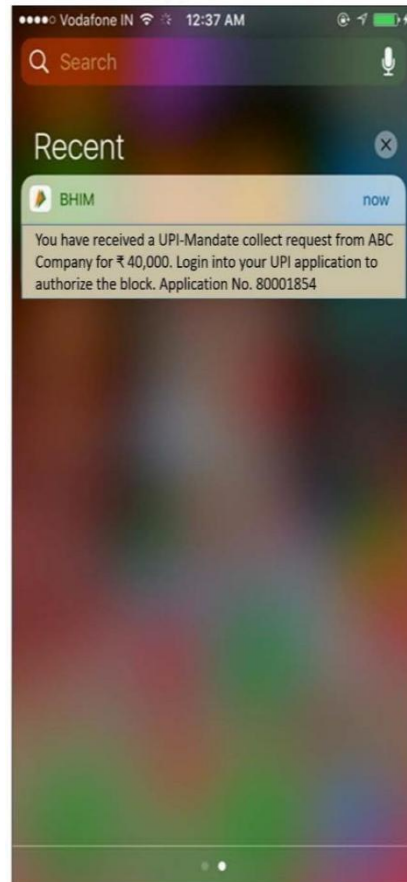 Vodafone IN 12:37 AM
Search
Recent
BHIM now
You have received a UPI-Mandate collect request from ABC
Company for ₹ 40,000. Login into your UPI application to
authorize the block. Application No. 80001854